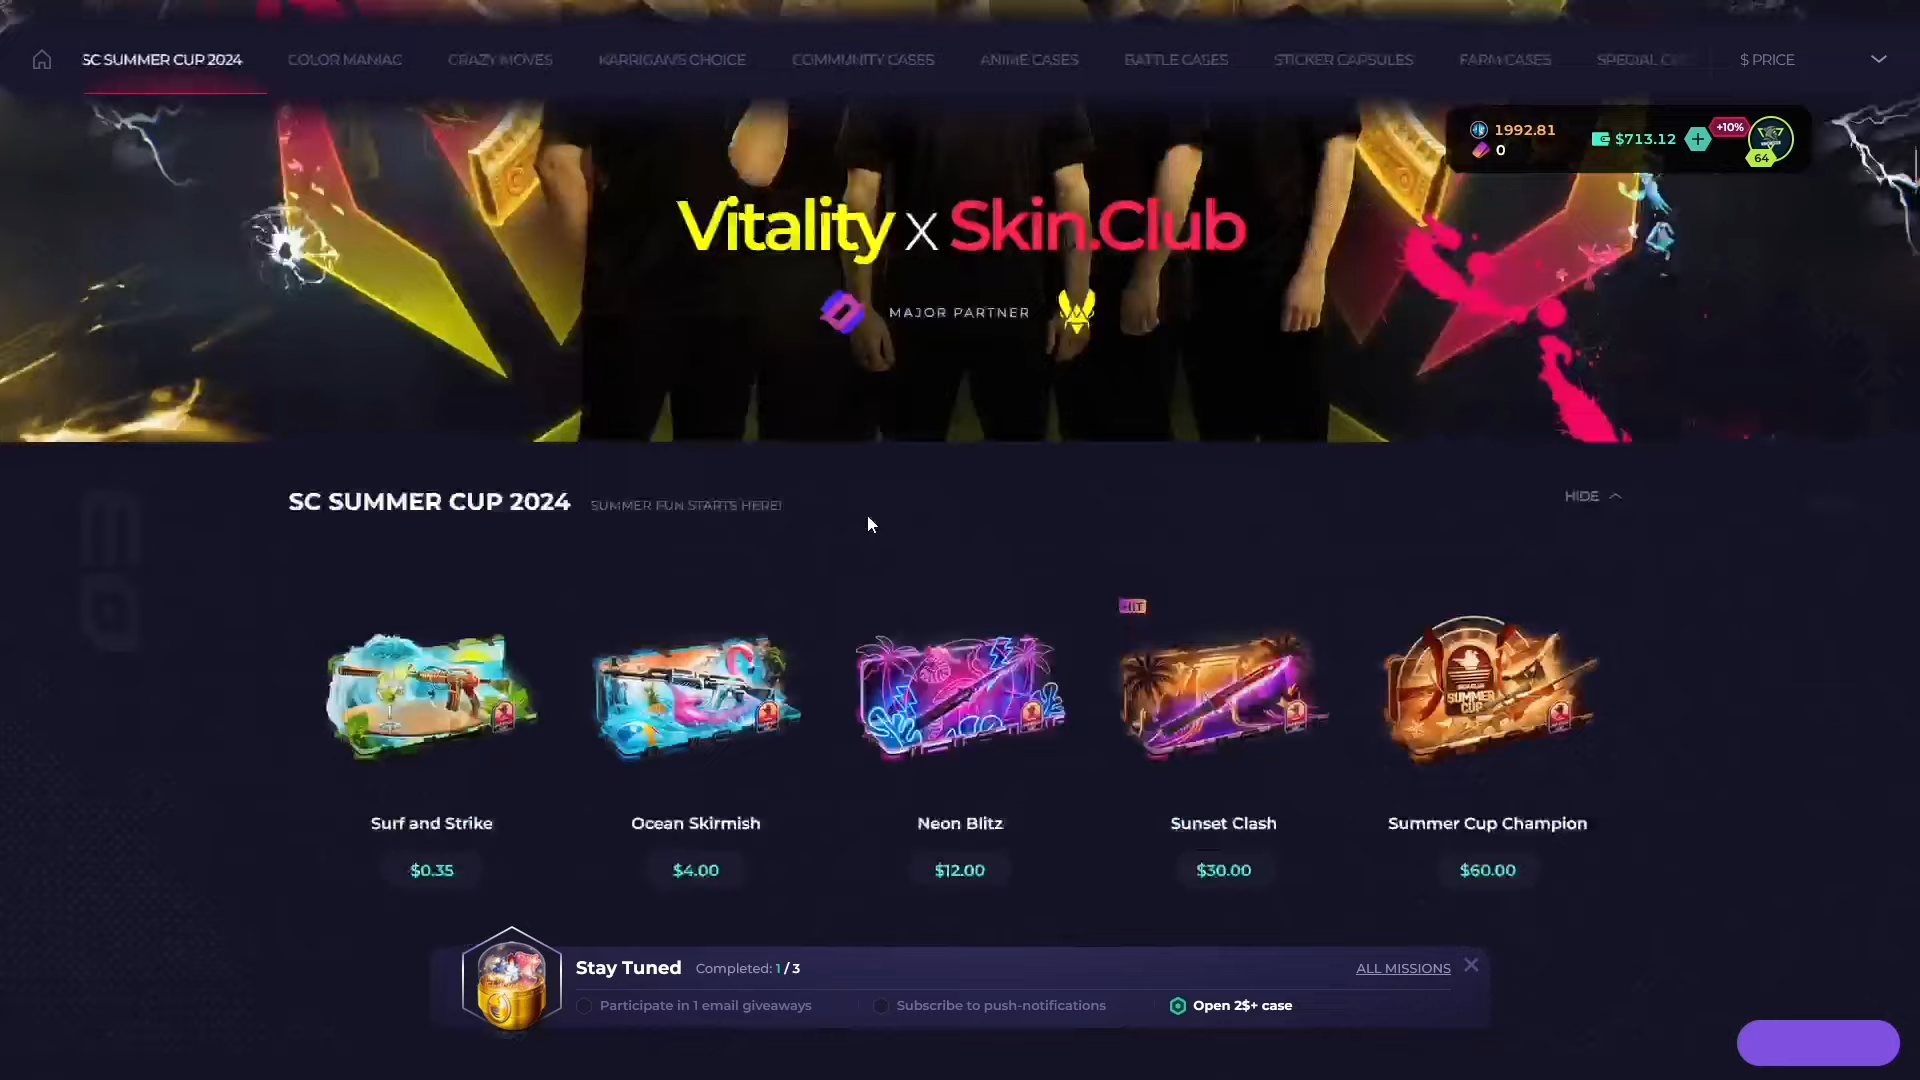 SC SUMMER CUP 2024
COLOR MANIAC
CRAZY MOVES
KARRIGAN'S CHOICE
COMMUNITY CASES
ANIME CASES
BATTLE CASES
STICKER CAPSULES
FARM CASES
SPECIAL
$ PRICE
1992.81
0
$713.12
+10%
64
Vitality x Skin.Club
MAJOR PARTNER
SC SUMMER CUP 2024
SUMMER FUN STARTS HERE!
HIDE
HIT
SUMMER CUP
Surf and Strike
Ocean Skirmish
Neon Blitz
Sunset Clash
Summer Cup Champion
$0.35
$4.00
$12.00
$30.00
$60.00
Stay Tuned
Completed: 1 / 3
ALL MISSIONS
Participate in 1 email giveaways
Subscribe to push-notifications
Open 2$+ case